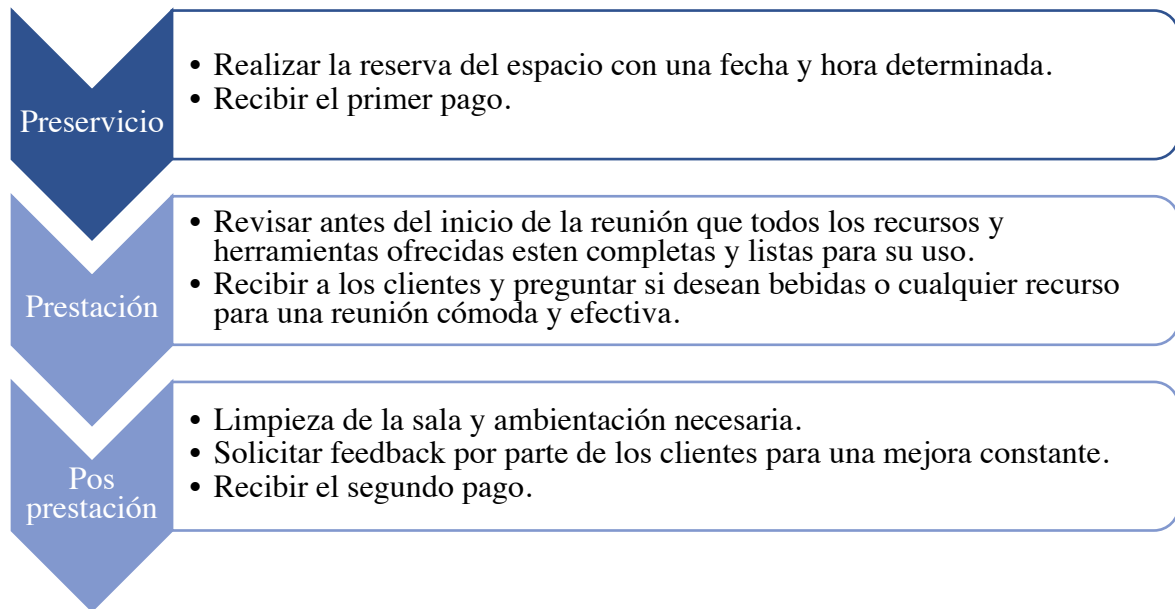 Preservicio
• Realizar la reserva del espacio con una fecha y hora determinada.
• Recibir el primer pago.
Prestación
• Revisar antes del inicio de la reunión que todos los recursos y
herramientas ofrecidas esten completas y listas para su uso.
• Recibir a los clientes y preguntar si desean bebidas o cualquier recurso
para una reunión cómoda y efectiva.
Pos
prestación
• Limpieza de la sala y ambientación necesaria.
• Solicitar feedback por parte de los clientes para una mejora constante.
• Recibir el segundo pago.